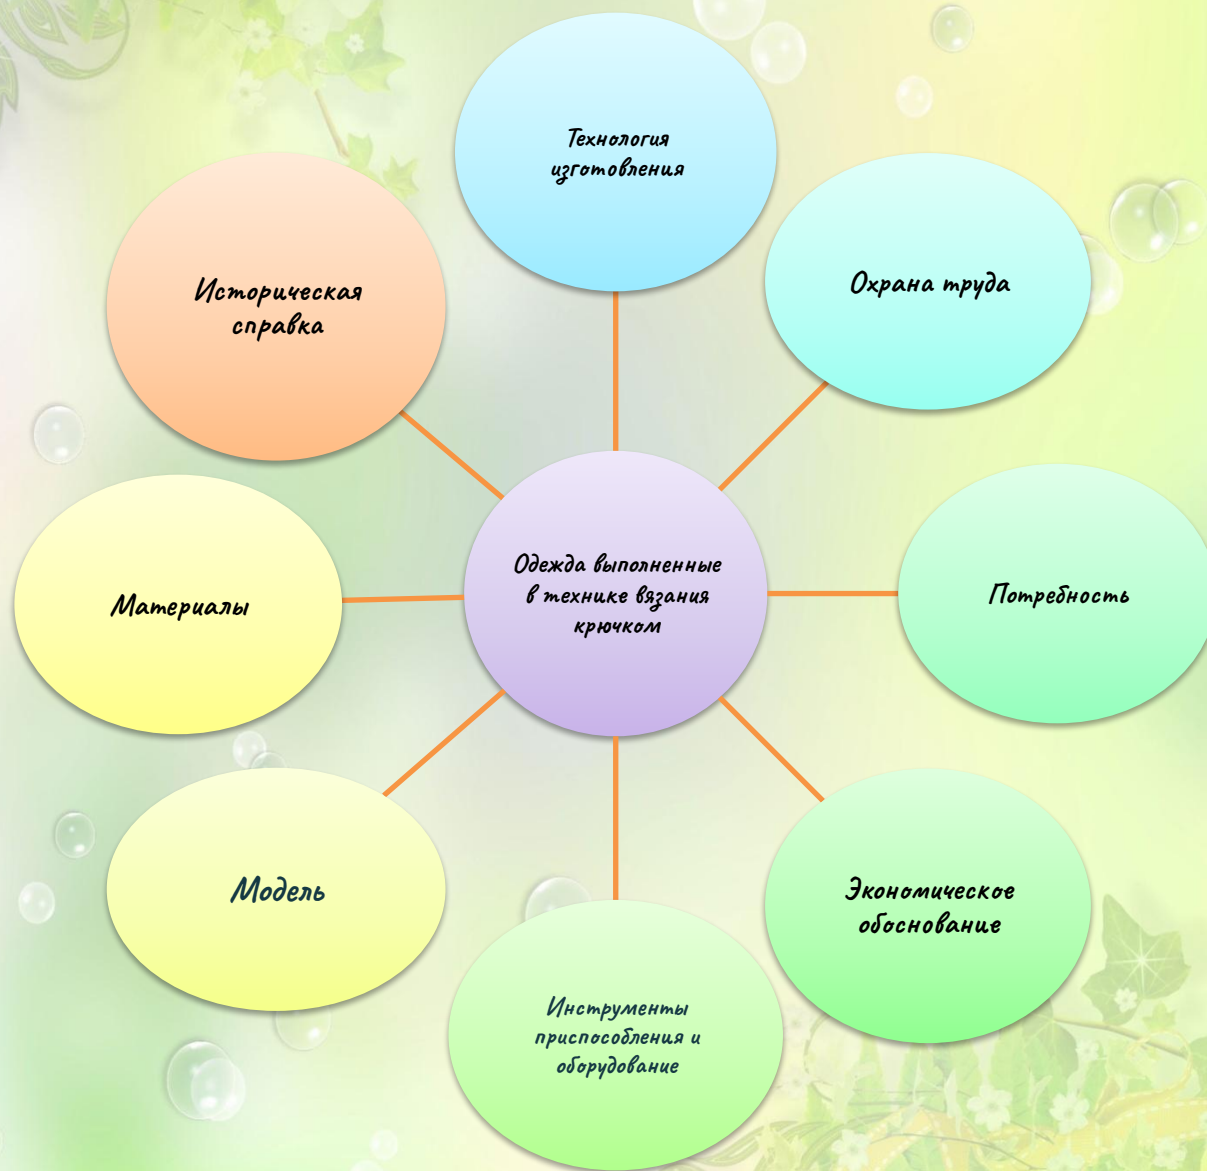 Технология
изготовления
Охрана труда
Историческая
справка
Одежда выполненные
в технике вязания
крючком
Потребность
Материалы
Модель
Экономическое
обоснование
Инструменты
приспособления и
оборудование